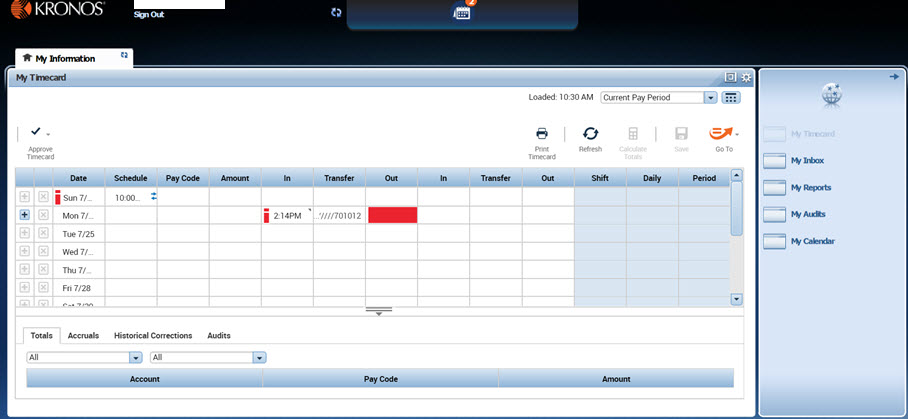 KRONOS®
Sign Out
2
My Information
My Timecard
Loaded: 10:30 AM Current Pay Period
Approve Timecard Print Timecard Refresh Calculate Totals Save Go To
Date Schedule Pay Code Amount In Transfer Out In Transfer Out Shift Daily Period
Sun 7/... 10:00...
Mon 7/... 2:14PM ...'////701012
Tue 7/25
Wed 7/...
Thu 7/...
Fri 7/28
Sat 7/29
Totals Accruals Historical Corrections Audits
All All
Account Pay Code Amount
My Timecard
My Inbox
My Reports
My Audits
My Calendar